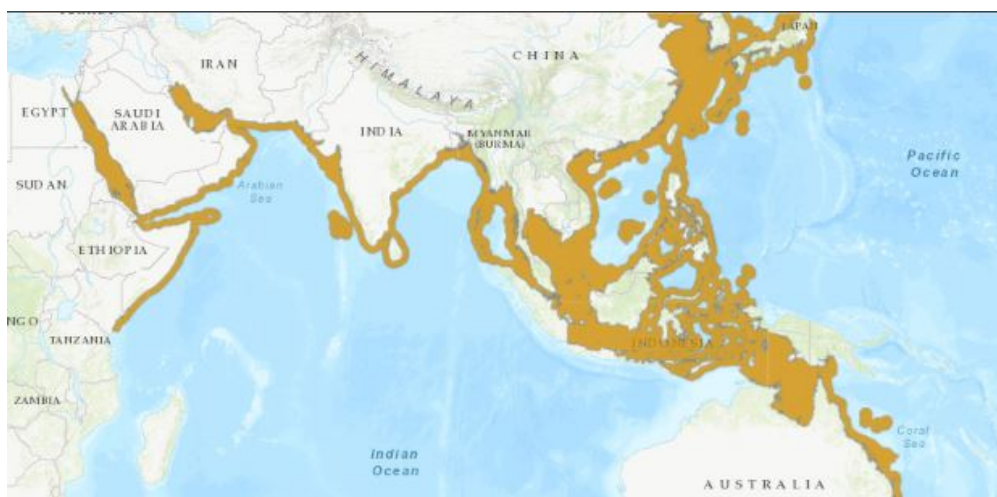 JAPAN
CHINA
IRAN
HIMALAYA
EGYPT
SAUDI
ARABIA
INDIA
MYANMAR
(BURMA)
Pacific
Ocean
SUDAN
Arabian
Sea
ETHIOPIA
NGO
TANZANIA
INDONESIA
ZAMBIA
Coral
Sea
Indian
Ocean
AUSTRALIA